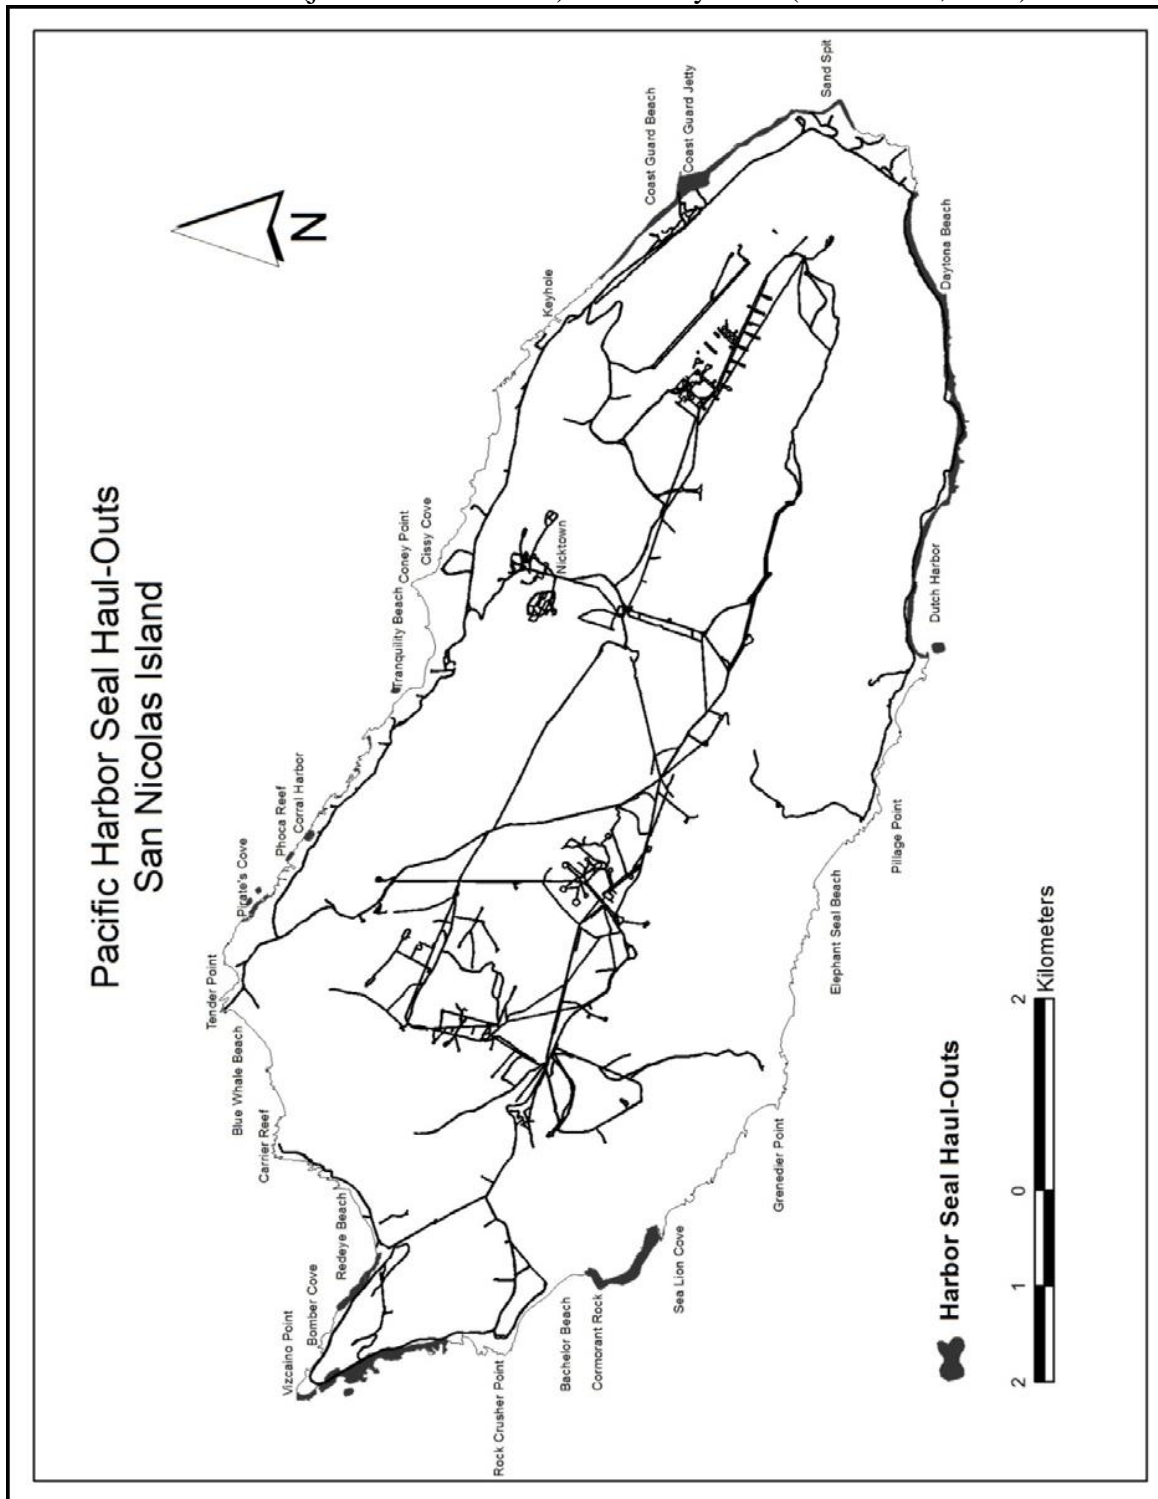 Pacific Harbor Seal Haul-Outs
San Nicolas Island
N
Vizcaino Point
Bomber Cove
Redeye Beach
Carrier Reef
Blue Whale Beach
Tender Point
Pirate's Cove
Phoca Reef
Corral Harbor
Tranquility Beach
Coney Point
Cissy Cove
Keyhole
Coast Guard Beach
Coast Guard Jetty
Sand Spit
Nicktown
Rock Crusher Point
Bachelor Beach
Cormorant Rock
Sea Lion Cove
Grenedier Point
Elephant Seal Beach
Pillage Point
Dutch Harbor
Daytona Beach
Harbor Seal Haul-Outs
2 1 0 2
Kilometers